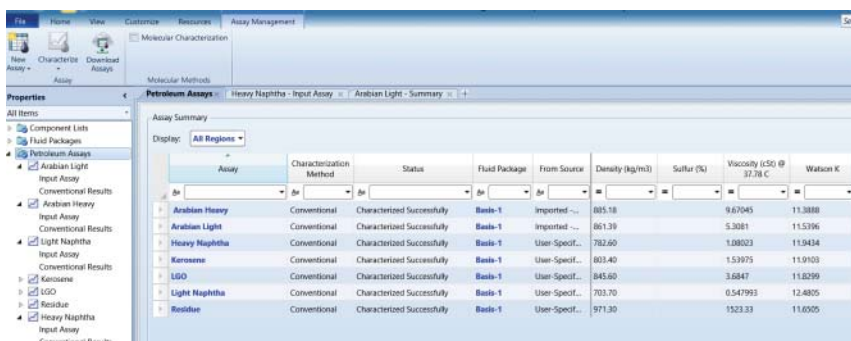 File Home View Customize Resources Assay Management
New Assay Characterize Download Assays Molecular Characterization
Assay Molecular Methods
Properties Petroleum Assays Heavy Naphtha - Input Assay Arabian Light - Summary +
All Items
Component Lists
Fluid Packages
Petroleum Assays
Arabian Light
Input Assay
Conventional Results
Arabian Heavy
Input Assay
Conventional Results
Light Naphtha
Input Assay
Conventional Results
Kerosene
LGO
Residue
Heavy Naphtha
Input Assay
Conventional Results
Assay Summary
Display: All Regions
Assay Characterization Method Status Fluid Package From Source Density (kg/m3) Sulfur (%) Viscosity (cSt) @ 37.78 C Watson K
Arabian Heavy Conventional Characterized Successfully Basis-1 Imported -... 885.18 9.67045 11.3888
Arabian Light Conventional Characterized Successfully Basis-1 Imported -... 861.39 5.3081 11.5396
Heavy Naphtha Conventional Characterized Successfully Basis-1 User-Specif... 782.60 1.08023 11.9434
Kerosene Conventional Characterized Successfully Basis-1 User-Specif... 803.40 1.53975 11.9103
LGO Conventional Characterized Successfully Basis-1 User-Specif... 845.60 3.6847 11.8299
Light Naphtha Conventional Characterized Successfully Basis-1 User-Specif... 703.70 0.547993 12.4805
Residue Conventional Characterized Successfully Basis-1 User-Specif... 971.30 1523.33 11.6505